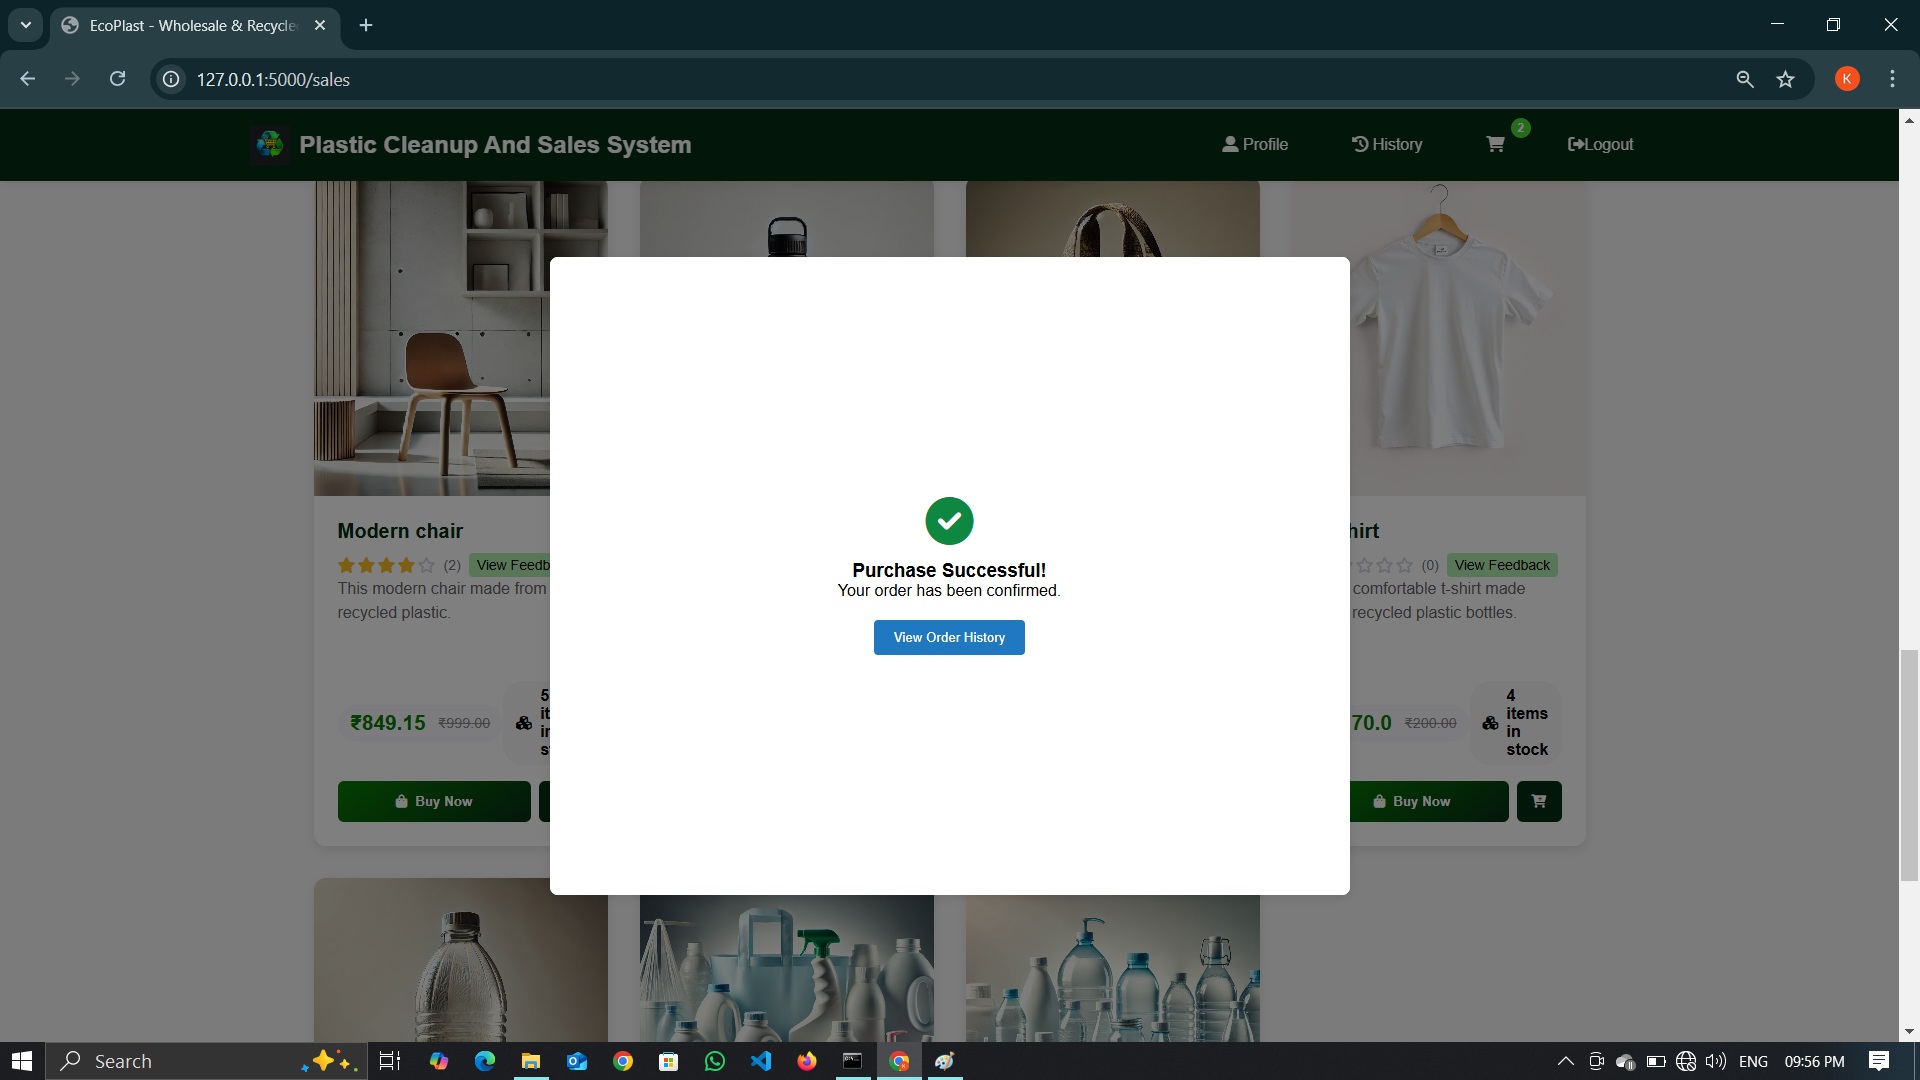 EcoPlast - Wholesale & Recycle
127.0.0.1:5000/sales
K
Plastic Cleanup And Sales System
Profile
History
2
Logout
Modern chair
(2) View Feedb
This modern chair made from
recycled plastic.
₹849.15 ₹999.00
5
it
in
s
Buy Now
Purchase Successful!
Your order has been confirmed.
View Order History
hirt
(0) View Feedback
comfortable t-shirt made
recycled plastic bottles.
70.0 ₹200.00
4
items
in
stock
Buy Now
Search
ENG
09:56 PM